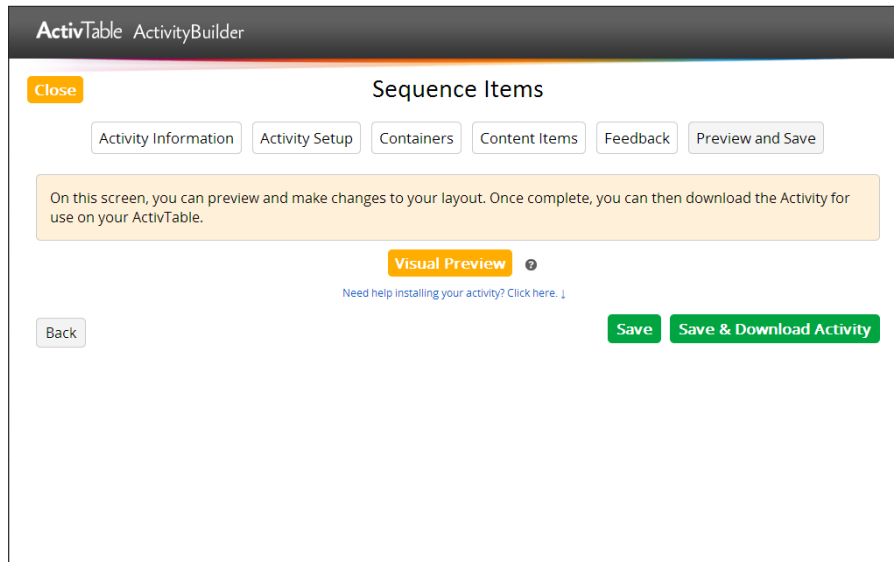 ActivTable ActivityBuilder
Close
Sequence Items
Activity Information
Activity Setup
Containers
Content Items
Feedback
Preview and Save
On this screen, you can preview and make changes to your layout. Once complete, you can then download the Activity for
use on your ActivTable.
Visual Preview ?
Need help installing your activity? Click here. ↓
Back
Save
Save & Download Activity